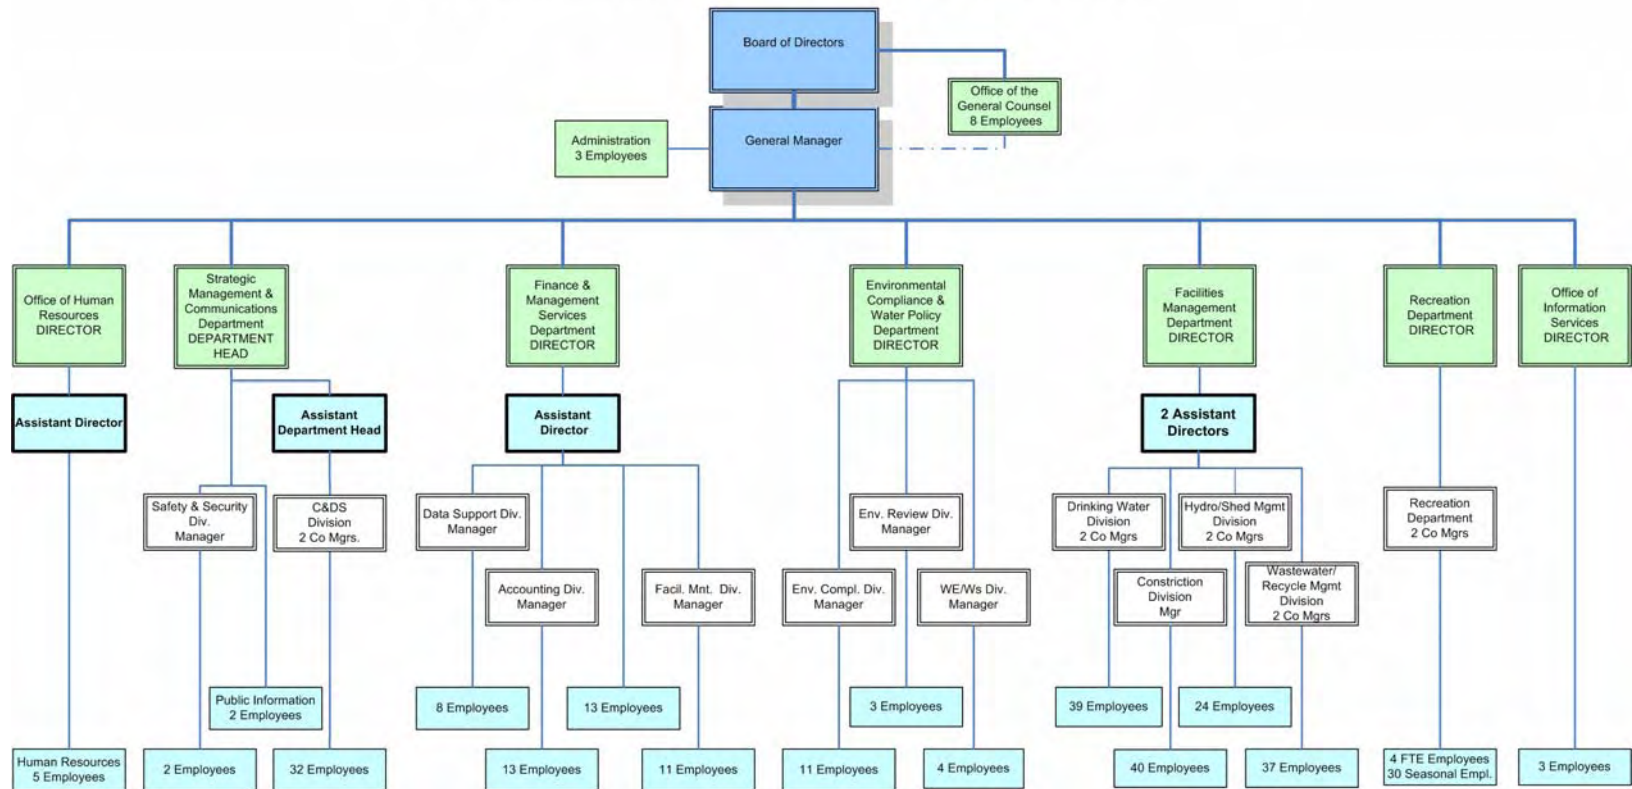 Board of Directors
Office of the
General Counsel
8 Employees
Administration
3 Employees
General Manager
Office of Human
Resources
DIRECTOR
Strategic
Management &
Communications
Department
DEPARTMENT
HEAD
Finance &
Management
Services
Department
DIRECTOR
Environmental
Compliance &
Water Policy
Department
DIRECTOR
Facilities
Management
Department
DIRECTOR
Recreation
Department
DIRECTOR
Office of
Information
Services
DIRECTOR
Assistant Director
Assistant
Department Head
Assistant
Director
2 Assistant
Directors
Safety & Security
Div.
Manager
C&DS
Division
2 Co Mgrs.
Data Support Div.
Manager
Env. Review Div.
Manager
Drinking Water
Division
2 Co Mgrs
Hydro/Shed Mgmt
Division
2 Co Mgrs
Recreation
Department
2 Co Mgrs
Accounting Div.
Manager
Facil. Mnt. Div.
Manager
Env. Compl. Div.
Manager
WE/Ws Div.
Manager
Constriction
Division
Mgr
Wastewater/
Recycle Mgmt
Division
2 Co Mgrs
Public Information
2 Employees
8 Employees
13 Employees
3 Employees
39 Employees
24 Employees
Human Resources
5 Employees
2 Employees
32 Employees
13 Employees
11 Employees
11 Employees
4 Employees
40 Employees
37 Employees
4 FTE Employees
30 Seasonal Empl.
3 Employees